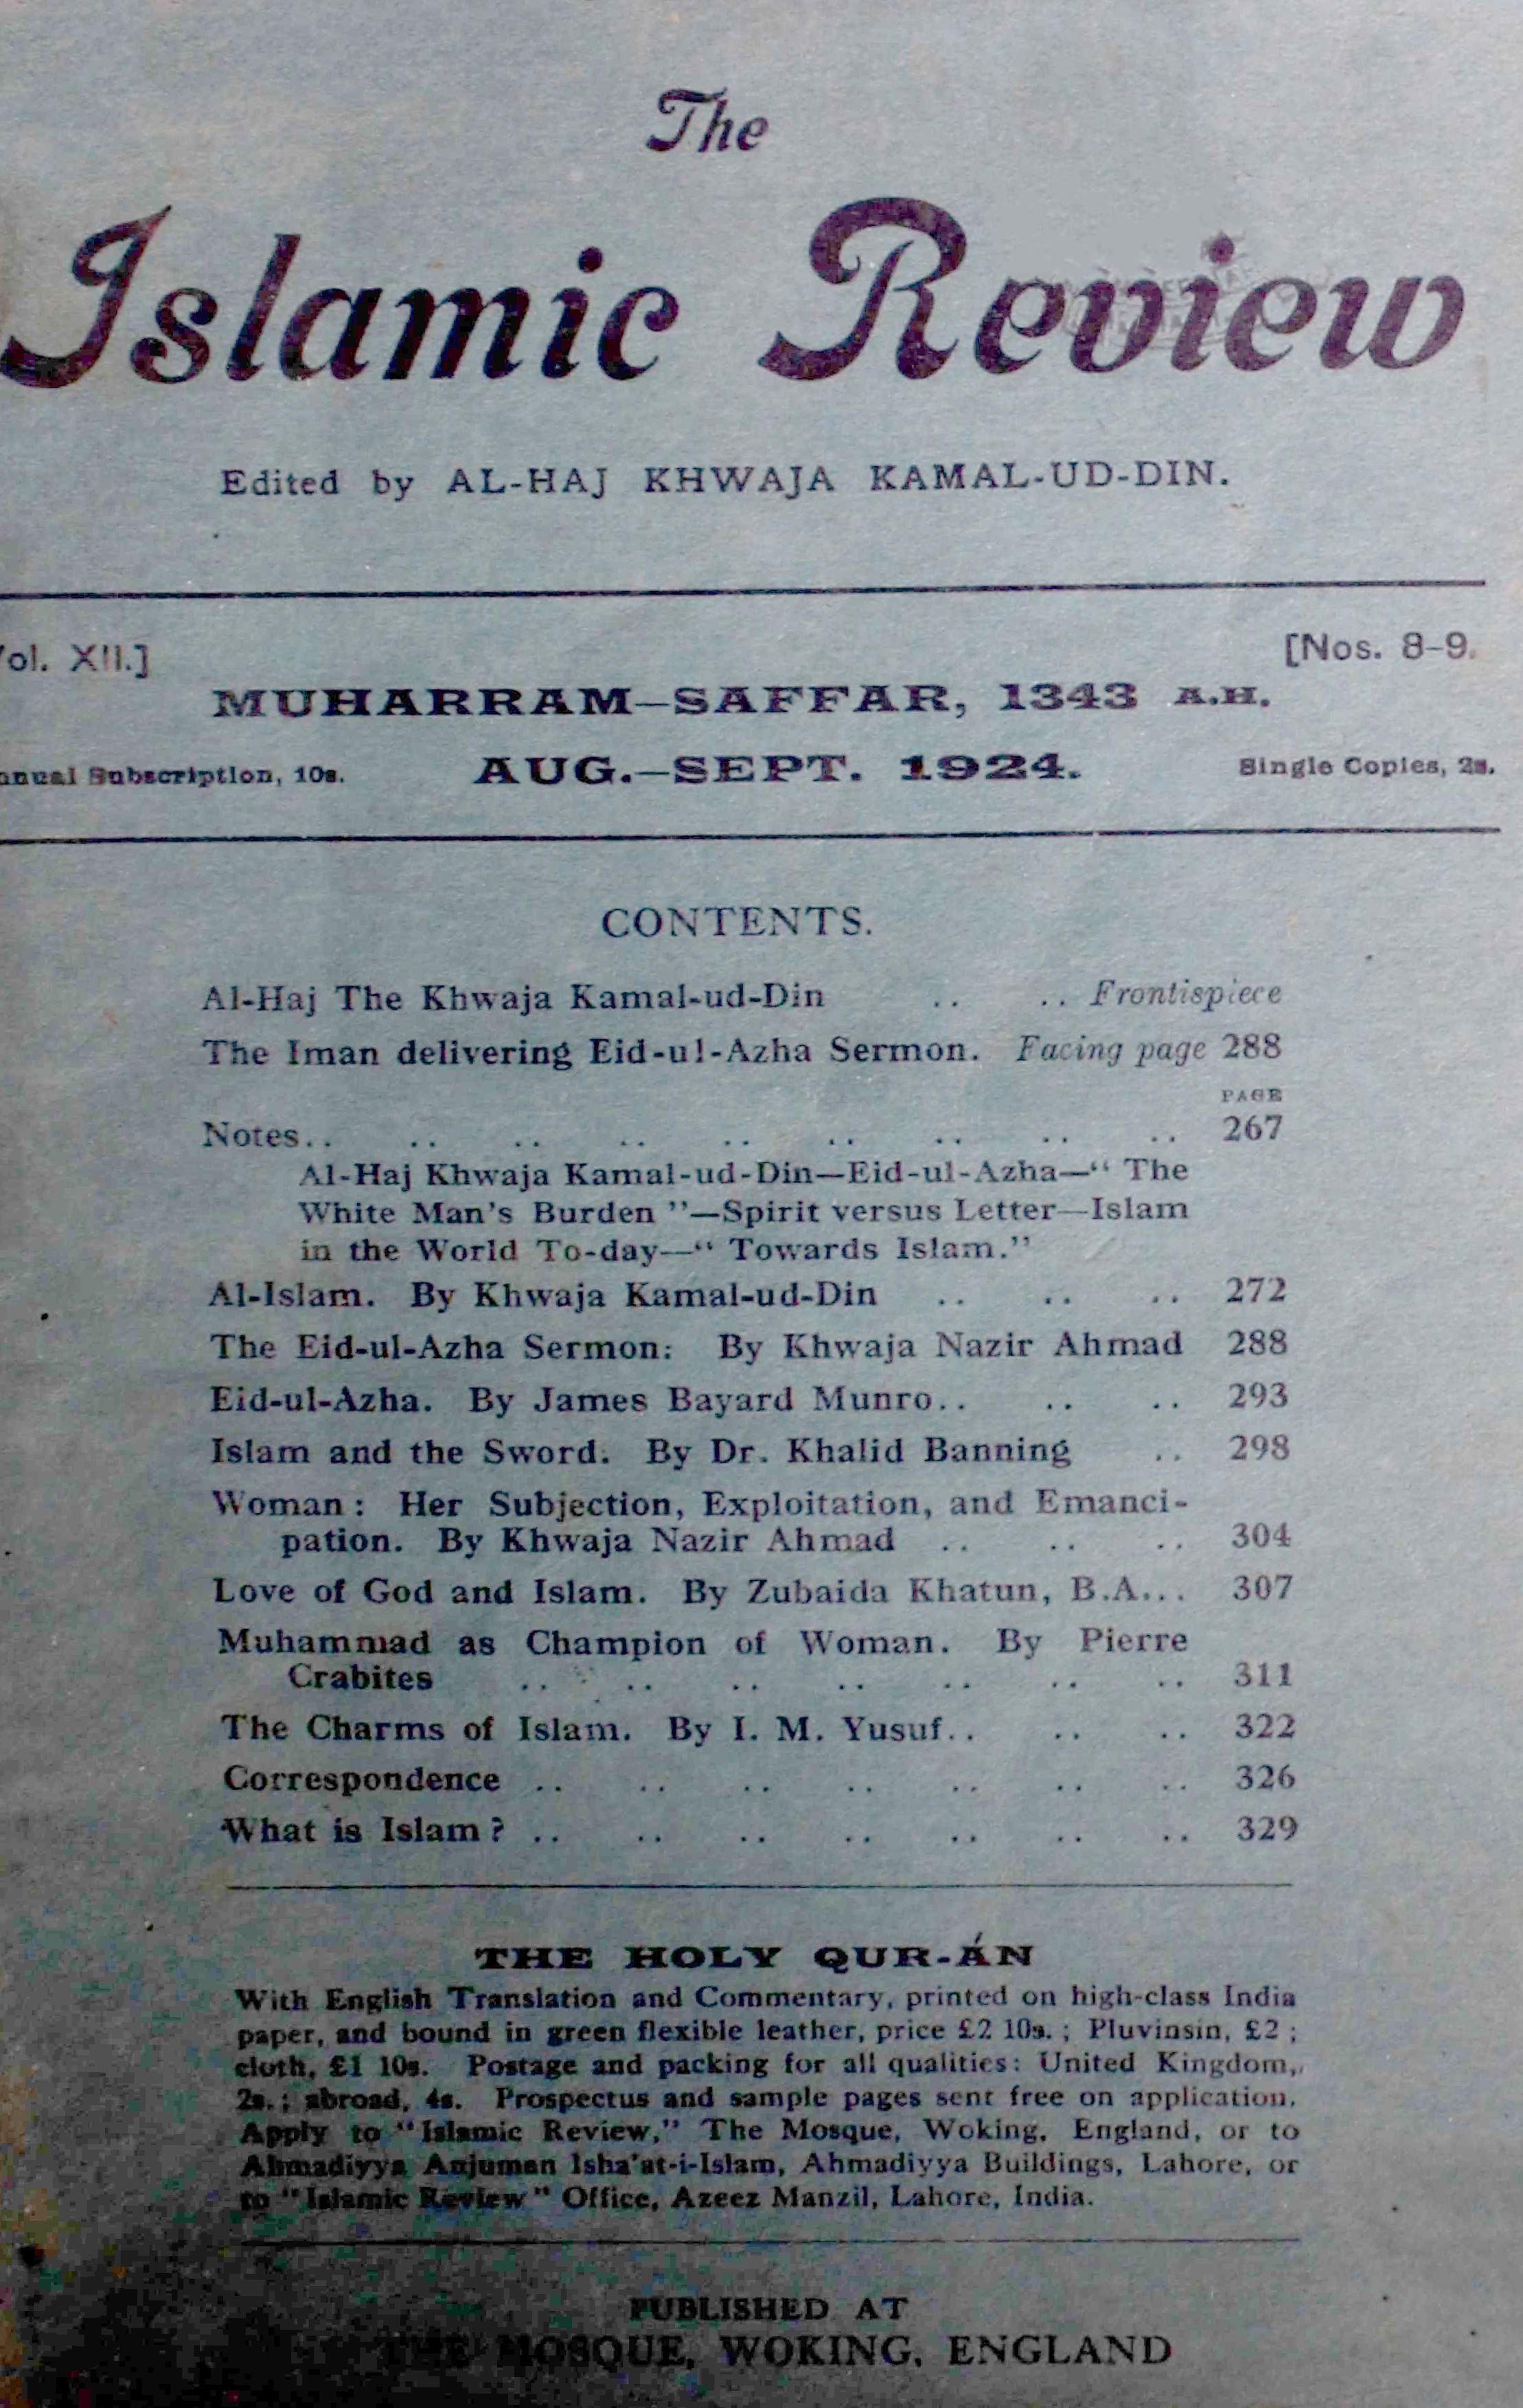 The
Islamic Review
Edited by AL-HAJ KHWAJA KAMAL-UD-DIN.
ol. XII.] [Nos. 8-9.
MUHARRAM–SAFFAR, 1343 A.H.
nnual Subscription, 10s. AUG.–SEPT. 1924. Single Copies, 2s.
CONTENTS.
Al-Haj The Khwaja Kamal-ud-Din .. .. Frontispiece
The Iman delivering Eid-ul-Azha Sermon. Facing page 288
PAGE
Notes.. .. .. .. .. .. .. .. .. 267
Al-Haj Khwaja Kamal-ud-Din—Eid-ul-Azha—“ The
White Man's Burden ”—Spirit versus Letter—Islam
in the World To-day—“ Towards Islam.”
Al-Islam. By Khwaja Kamal-ud-Din .. .. .. 272
The Eid-ul-Azha Sermon: By Khwaja Nazir Ahmad 288
Eid-ul-Azha. By James Bayard Munro.. .. .. 293
Islam and the Sword. By Dr. Khalid Banning .. 298
Woman : Her Subjection, Exploitation, and Emanci-
pation. By Khwaja Nazir Ahmad .. .. .. 304
Love of God and Islam. By Zubaida Khatun, B.A... 307
Muhammad as Champion of Woman. By Pierre
Crabites .. .. .. .. .. .. .. 311
The Charms of Islam. By I. M. Yusuf.. .. .. 322
Correspondence .. .. .. .. .. .. .. 326
What is Islam ? .. .. .. .. .. .. .. 329
THE HOLY QUR-ÁN
With English Translation and Commentary, printed on high-class India
paper, and bound in green flexible leather, price £2 10s. ; Pluvinsin, £2 ;
cloth, £1 10s. Postage and packing for all qualities: United Kingdom,
2s. ; abroad, 4s. Prospectus and sample pages sent free on application.
Apply to “Islamic Review,” The Mosque, Woking, England, or to
Ahmadiyya Anjuman Isha'at-i-Islam, Ahmadiyya Buildings, Lahore, or
to “Islamic Review” Office, Azeez Manzil, Lahore, India.
PUBLISHED AT
THE MOSQUE, WOKING, ENGLAND